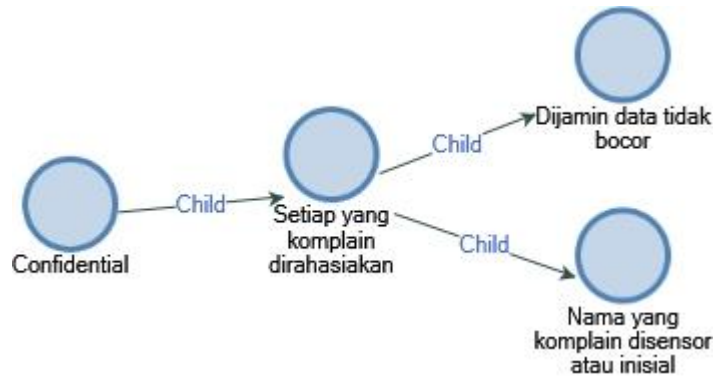 Confidential
Child
Setiap yang
komplain
dirahasiakan
Child
Dijamin data tidak
bocor
Child
Nama yang
komplain disensor
atau inisial